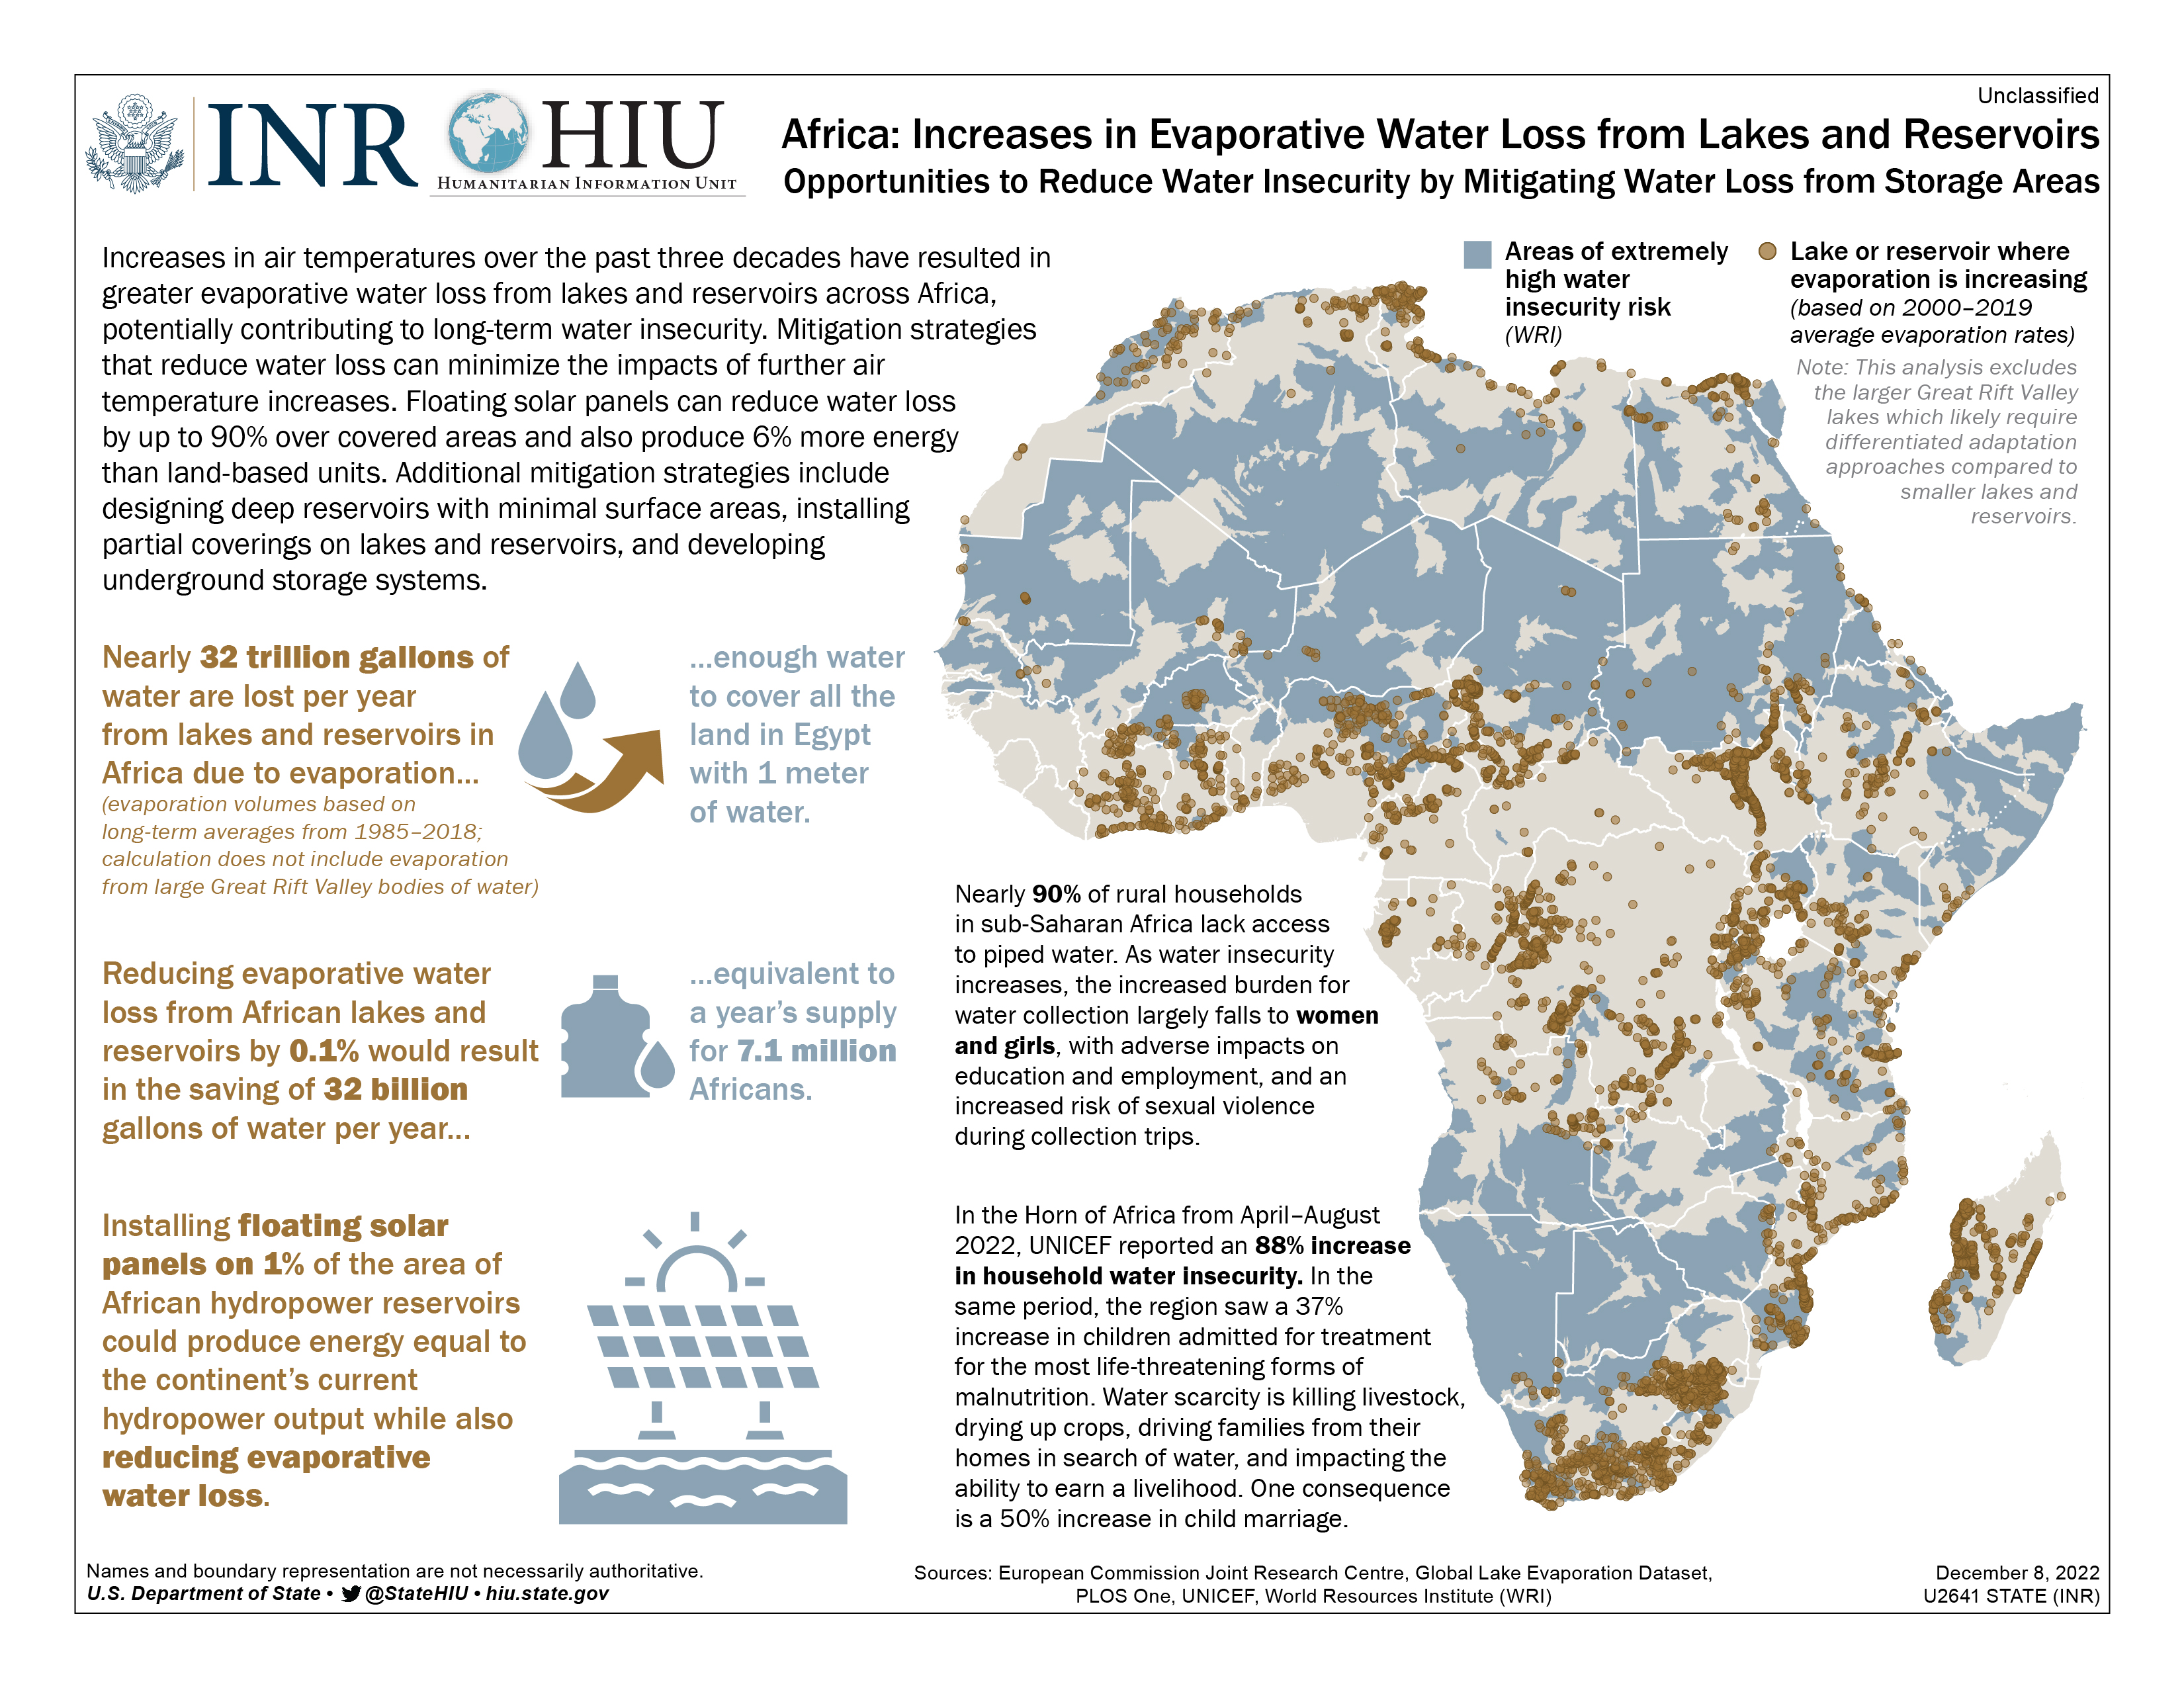 Unclassified
INR
HIU
HUMANITARIAN INFORMATION UNIT
Africa: Increases in Evaporative Water Loss from Lakes and Reservoirs
Opportunities to Reduce Water Insecurity by Mitigating Water Loss from Storage Areas
Increases in air temperatures over the past three decades have resulted in
greater evaporative water loss from lakes and reservoirs across Africa,
potentially contributing to long-term water insecurity. Mitigation strategies
that reduce water loss can minimize the impacts of further air
temperature increases. Floating solar panels can reduce water loss
by up to 90% over covered areas and also produce 6% more energy
than land-based units. Additional mitigation strategies include
designing deep reservoirs with minimal surface areas, installing
partial coverings on lakes and reservoirs, and developing
underground storage systems.
Areas of extremely
high water
insecurity risk
(WRI)
Lake or reservoir where
evaporation is increasing
(based on 2000–2019
average evaporation rates)
Note: This analysis excludes
the larger Great Rift Valley
lakes which likely require
differentiated adaptation
approaches compared to
smaller lakes and
reservoirs.
Nearly 32 trillion gallons of
water are lost per year
from lakes and reservoirs in
Africa due to evaporation...
(evaporation volumes based on
long-term averages from 1985–2018;
calculation does not include evaporation
from large Great Rift Valley bodies of water)
...enough water
to cover all the
land in Egypt
with 1 meter
of water.
Reducing evaporative water
loss from African lakes and
reservoirs by 0.1% would result
in the saving of 32 billion
gallons of water per year...
...equivalent to
a year's supply
for 7.1 million
Africans.
Installing floating solar
panels on 1% of the area of
African hydropower reservoirs
could produce energy equal to
the continent's current
hydropower output while also
reducing evaporative
water loss.
Nearly 90% of rural households
in sub-Saharan Africa lack access
to piped water. As water insecurity
increases, the increased burden for
water collection largely falls to women
and girls, with adverse impacts on
education and employment, and an
increased risk of sexual violence
during collection trips.
In the Horn of Africa from April–August
2022, UNICEF reported an 88% increase
in household water insecurity. In the
same period, the region saw a 37%
increase in children admitted for treatment
for the most life-threatening forms of
malnutrition. Water scarcity is killing livestock,
drying up crops, driving families from their
homes in search of water, and impacting the
ability to earn a livelihood. One consequence
is a 50% increase in child marriage.
Names and boundary representation are not necessarily authoritative.
U.S. Department of State • @StateHIU • hiu.state.gov
Sources: European Commission Joint Research Centre, Global Lake Evaporation Dataset,
PLOS One, UNICEF, World Resources Institute (WRI)
December 8, 2022
U2641 STATE (INR)